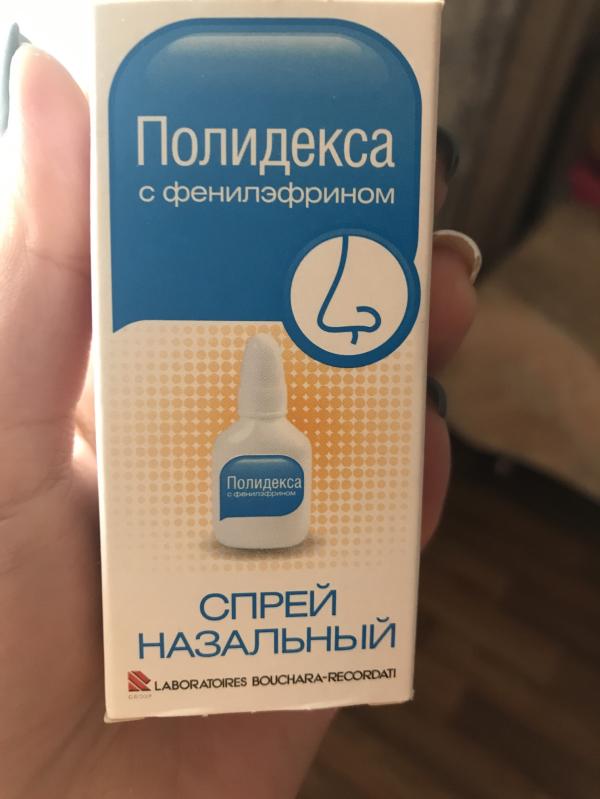 Полидекса
с фенилэфрином
Полидекса
с фенилэфрином
СПРЕЙ
НАЗАЛЬНЫЙ
LABORATOIRES BOUCHARA-RECORDATI